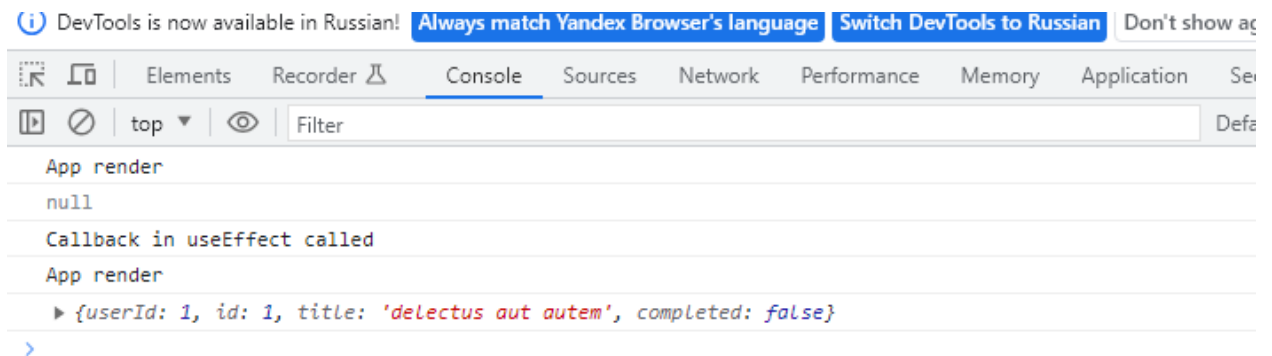 DevTools is now available in Russian! Always match Yandex Browser's language Switch DevTools to Russian Don't show ag
Elements Recorder Console Sources Network Performance Memory Application Se
top Filter Defa
App render
null
Callback in useEffect called
App render
{userId: 1, id: 1, title: 'delectus aut autem', completed: false}